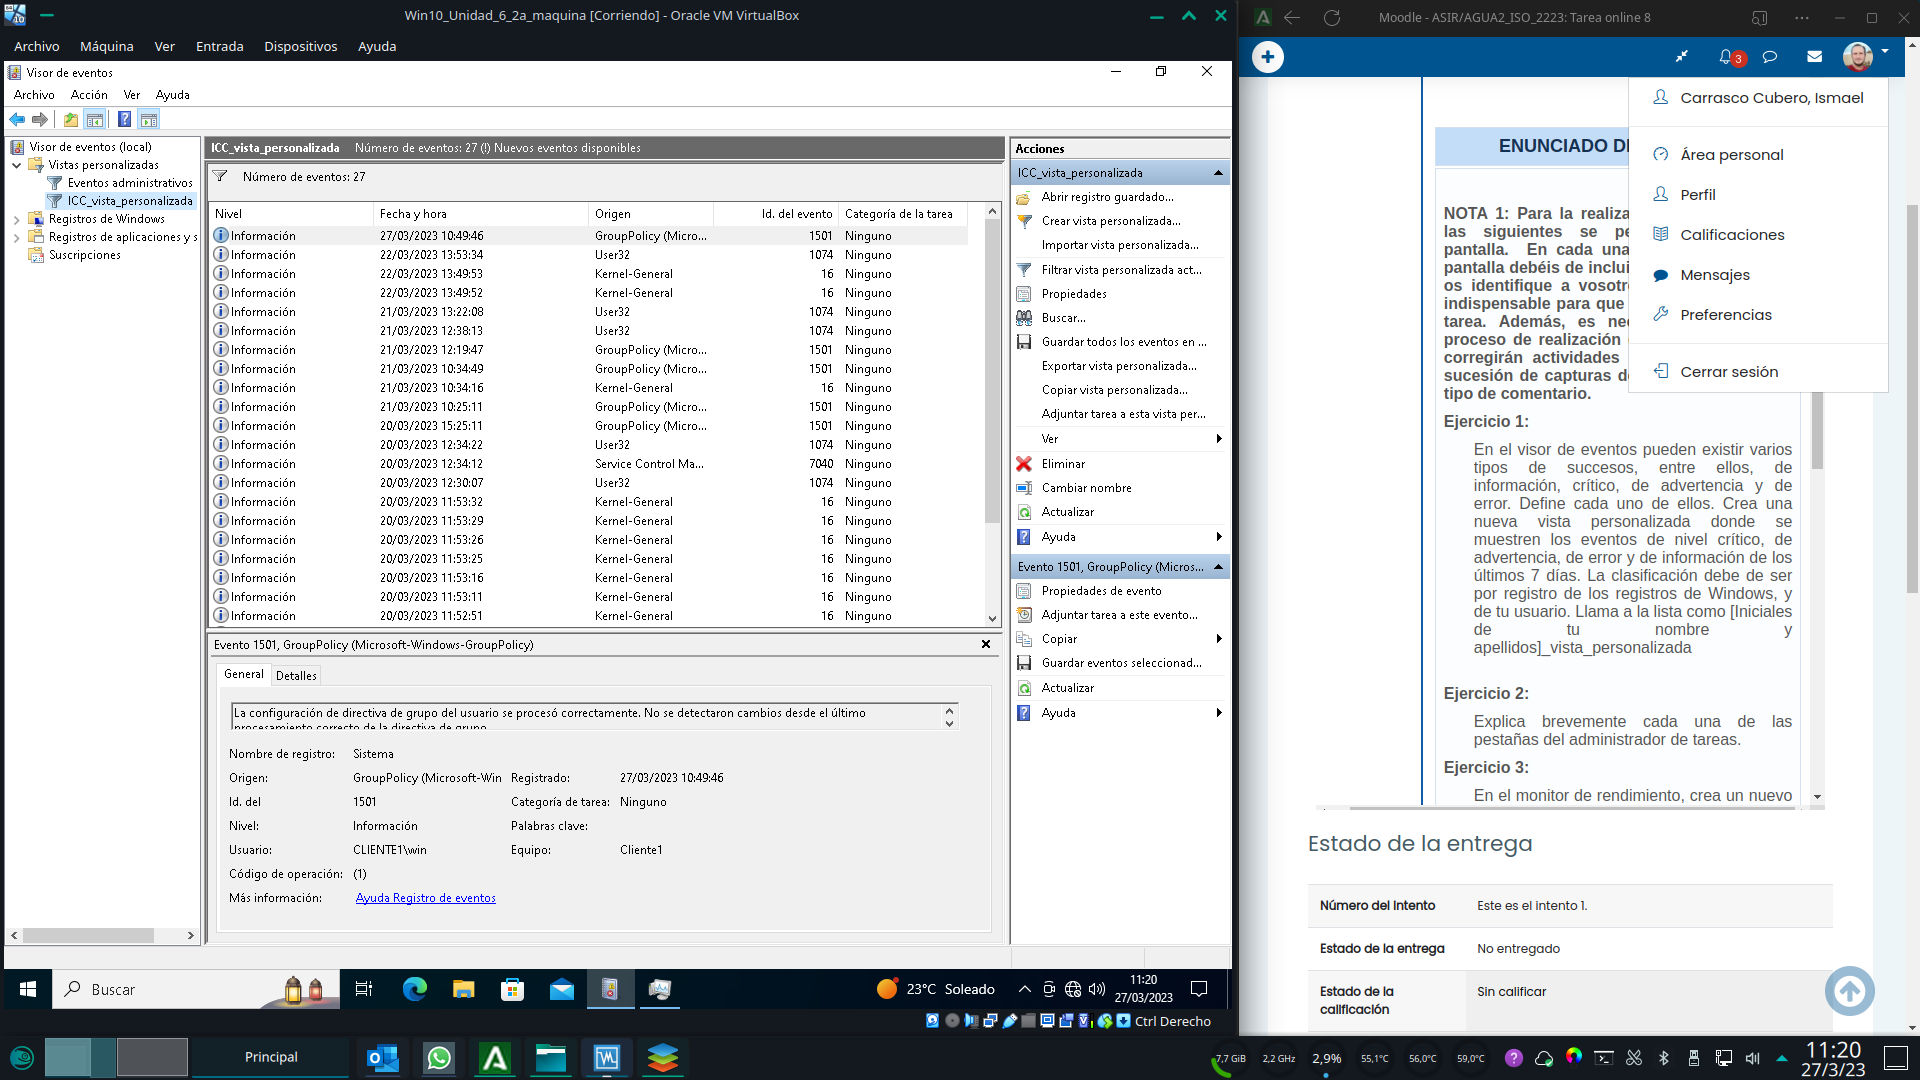 Win10_Unidad_6_2a_maquina [Corriendo] - Oracle VM VirtualBox
Archivo Máquina Ver Entrada Dispositivos Ayuda
Visor de eventos
Archivo Acción Ver Ayuda
Visor de eventos (local)
Vistas personalizadas
Eventos administrativos
ICC_vista_personalizada
Registros de Windows
Registros de aplicaciones y s
Suscripciones
ICC_vista_personalizada Número de eventos: 27 (!) Nuevos eventos disponibles
Número de eventos: 27
Nivel Fecha y hora Origen Id. del evento Categoría de la tarea
Información 27/03/2023 10:49:46 GroupPolicy (Micro... 1501 Ninguno
Información 22/03/2023 13:53:34 User32 1074 Ninguno
Información 22/03/2023 13:49:53 Kernel-General 16 Ninguno
Información 22/03/2023 13:49:52 Kernel-General 16 Ninguno
Información 21/03/2023 13:22:08 User32 1074 Ninguno
Información 21/03/2023 12:38:13 User32 1074 Ninguno
Información 21/03/2023 12:19:47 GroupPolicy (Micro... 1501 Ninguno
Información 21/03/2023 10:34:49 GroupPolicy (Micro... 1501 Ninguno
Información 21/03/2023 10:34:16 Kernel-General 16 Ninguno
Información 21/03/2023 10:25:11 GroupPolicy (Micro... 1501 Ninguno
Información 20/03/2023 15:25:11 GroupPolicy (Micro... 1501 Ninguno
Información 20/03/2023 12:34:22 User32 1074 Ninguno
Información 20/03/2023 12:34:12 Service Control Ma... 7040 Ninguno
Información 20/03/2023 12:30:07 User32 1074 Ninguno
Información 20/03/2023 11:53:32 Kernel-General 16 Ninguno
Información 20/03/2023 11:53:29 Kernel-General 16 Ninguno
Información 20/03/2023 11:53:26 Kernel-General 16 Ninguno
Información 20/03/2023 11:53:25 Kernel-General 16 Ninguno
Información 20/03/2023 11:53:16 Kernel-General 16 Ninguno
Información 20/03/2023 11:53:11 Kernel-General 16 Ninguno
Información 20/03/2023 11:52:51 Kernel-General 16 Ninguno
Evento 1501, GroupPolicy (Microsoft-Windows-GroupPolicy)
General Detalles
La configuración de directiva de grupo del usuario se procesó correctamente. No se detectaron cambios desde el último
procesamiento correcto de la directiva de grupo
Nombre de registro: Sistema
Origen: GroupPolicy (Microsoft-Win Registrado: 27/03/2023 10:49:46
Id. del 1501 Categoría de tarea: Ninguno
Nivel: Información Palabras clave:
Usuario: CLIENTE1\win Equipo: Cliente1
Código de operación: (1)
Más información: Ayuda Registro de eventos
Acciones
ICC_vista_personalizada
Abrir registro guardado...
Crear vista personalizada...
Importar vista personalizada...
Filtrar vista personalizada act...
Propiedades
Buscar...
Guardar todos los eventos en ...
Exportar vista personalizada...
Copiar vista personalizada...
Adjuntar tarea a esta vista per...
Ver
Eliminar
Cambiar nombre
Actualizar
Ayuda
Evento 1501, GroupPolicy (Micros...
Propiedades de evento
Adjuntar tarea a este evento...
Copiar
Guardar eventos seleccionad...
Actualizar
Ayuda
Buscar
23°C Soleado
11:20
27/03/2023
Ctrl Derecho
Moodle - ASIR/AGUA2_ISO_2223: Tarea online 8
3
Carrasco Cubero, Ismael
Área personal
Perfil
Calificaciones
Mensajes
Preferencias
Cerrar sesión
ENUNCIADO D
NOTA 1: Para la realiza
las siguientes se pe
pantalla. En cada una
pantalla debéis de inclui
os identifique a vosotr
indispensable para que
tarea. Además, es ne
proceso de realización
corregirán actividades
sucesión de capturas d
tipo de comentario.
Ejercicio 1:
En el visor de eventos pueden existir varios
tipos de succesos, entre ellos, de
información, crítico, de advertencia y de
error. Define cada uno de ellos. Crea una
nueva vista personalizada donde se
muestren los eventos de nivel crítico, de
advertencia, de error y de información de los
últimos 7 días. La clasificación debe de ser
por registro de los registros de Windows, y
de tu usuario. Llama a la lista como [Iniciales
de tu nombre y
apellidos]_vista_personalizada
Ejercicio 2:
Explica brevemente cada una de las
pestañas del administrador de tareas.
Ejercicio 3:
En el monitor de rendimiento, crea un nuevo
Estado de la entrega
Número del Intento Este es el intento 1.
Estado de la entrega No entregado
Estado de la
calificación
Sin calificar
Principal
7,7 GiB 2,2 GHz 2,9% 55,1°C 56,0°C 59,0°C
11:20
27/3/23